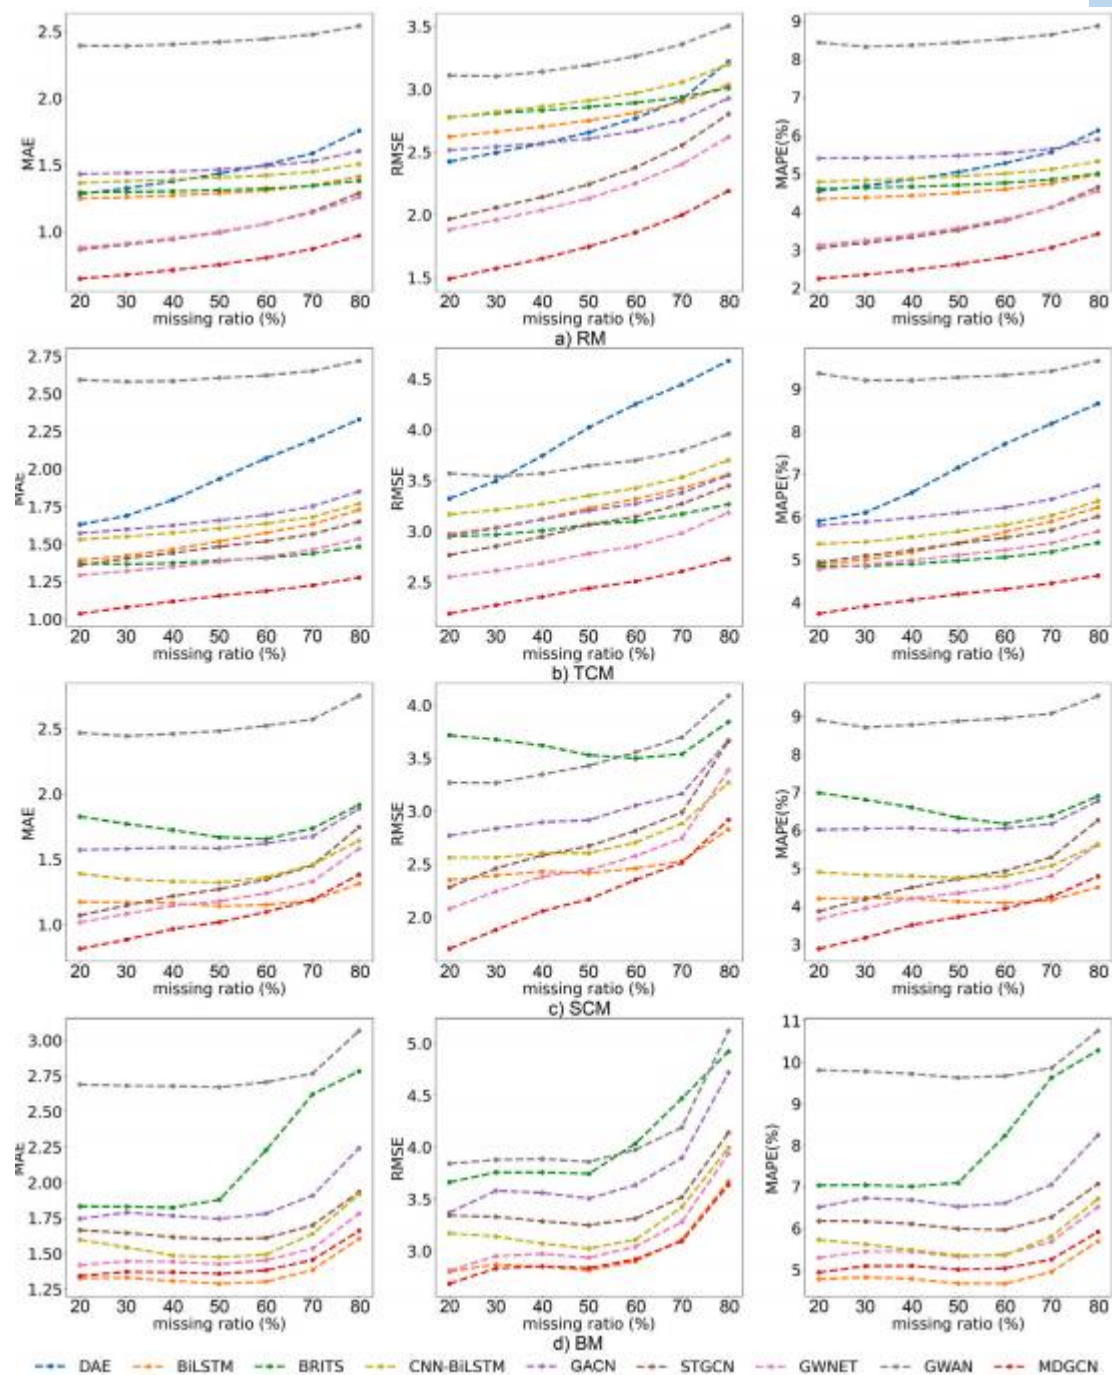 MAE
2.5
2.0
1.5
1.0
20 30 40 50 60 70 80
missing ratio (%)
RMSE
3.5
3.0
2.5
2.0
1.5
20 30 40 50 60 70 80
missing ratio (%)
MAPE(%)
9
8
7
6
5
4
3
2
20 30 40 50 60 70 80
missing ratio (%)
a) RM
MAE
2.75
2.50
2.25
2.00
1.75
1.50
1.25
1.00
20 30 40 50 60 70 80
missing ratio (%)
RMSE
4.5
4.0
3.5
3.0
2.5
20 30 40 50 60 70 80
missing ratio (%)
MAPE(%)
9
8
7
6
5
4
20 30 40 50 60 70 80
missing ratio (%)
b) TCM
MAE
2.5
2.0
1.5
1.0
20 30 40 50 60 70 80
missing ratio (%)
RMSE
4.0
3.5
3.0
2.5
2.0
20 30 40 50 60 70 80
missing ratio (%)
MAPE(%)
9
8
7
6
5
4
3
20 30 40 50 60 70 80
missing ratio (%)
c) SCM
MAE
3.00
2.75
2.50
2.25
2.00
1.75
1.50
1.25
20 30 40 50 60 70 80
missing ratio (%)
RMSE
5.0
4.5
4.0
3.5
3.0
20 30 40 50 60 70 80
missing ratio (%)
MAPE(%)
11
10
9
8
7
6
5
20 30 40 50 60 70 80
missing ratio (%)
d) BM
DAE BiLSTM BRITS CNN-BiLSTM GACN STGCN GWNET GWAN MDGCN